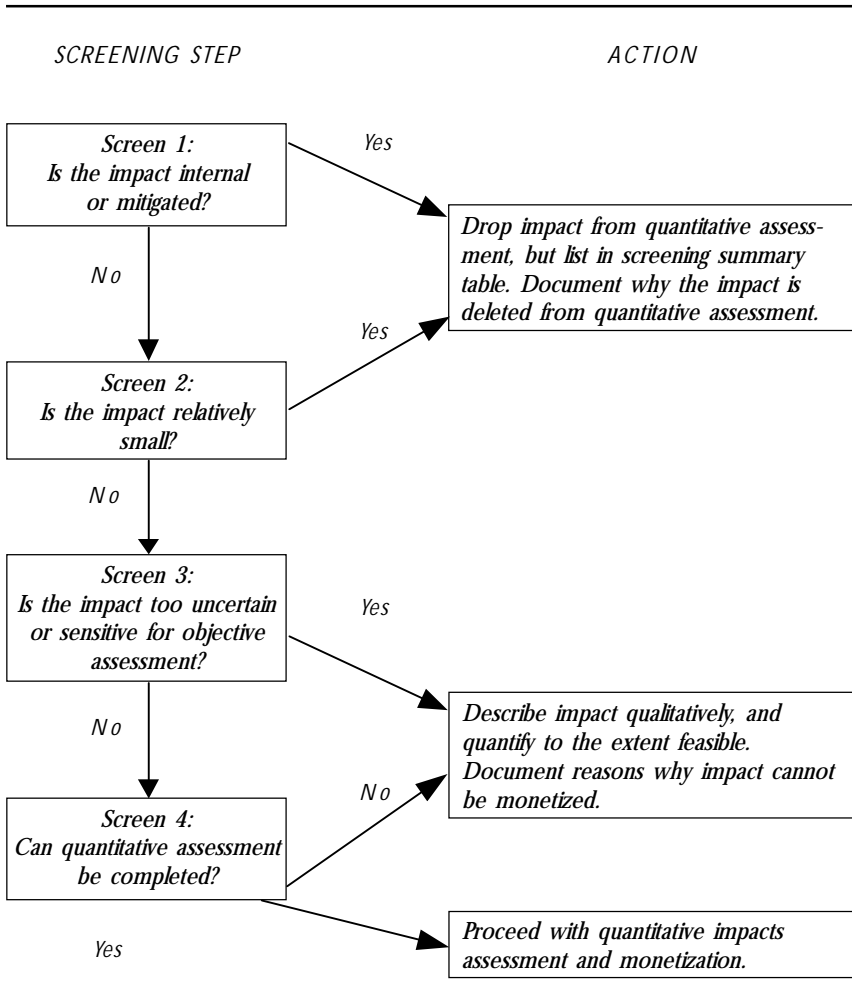 SCREENING STEP
ACTION
Screen 1:
Is the impact internal
or mitigated?
Yes
Drop impact from quantitative assess-
ment, but list in screening summary
table. Document why the impact is
deleted from quantitative assessment.
No
Yes
Screen 2:
Is the impact relatively
small?
No
Screen 3:
Is the impact too uncertain
or sensitive for objective
assessment?
Yes
Describe impact qualitatively, and
quantify to the extent feasible.
Document reasons why impact cannot
be monetized.
No
No
Screen 4:
Can quantitative assessment
be completed?
Yes
Proceed with quantitative impacts
assessment and monetization.